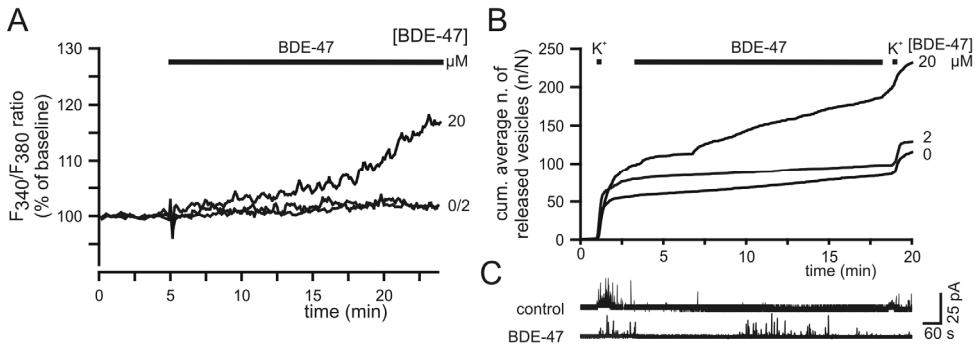 A
130
120
110
100
90
F340/F380 ratio
(% of baseline)
BDE-47
[BDE-47]
µM
20
0/2
0 5 10 15 20
time (min)
B
250
200
150
100
50
0
cum. average n. of
released vesicles (n/N)
K+ BDE-47 K+
[BDE-47]
20 µM
2
0
0 5 10 15 20
time (min)
C
control
BDE-47
25 pA
60 s